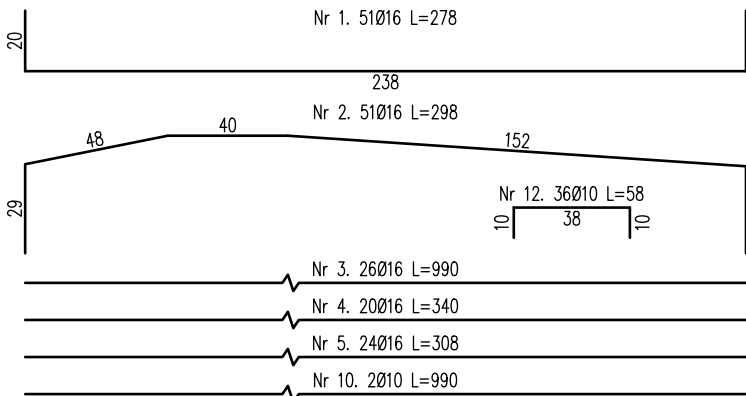 Nr 1. 51Ø16 L=278
20
238
Nr 2. 51Ø16 L=298
48
40
152
29
Nr 12. 36Ø10 L=58
10
38
10
Nr 3. 26Ø16 L=990
Nr 4. 20Ø16 L=340
Nr 5. 24Ø16 L=308
Nr 10. 2Ø10 L=990